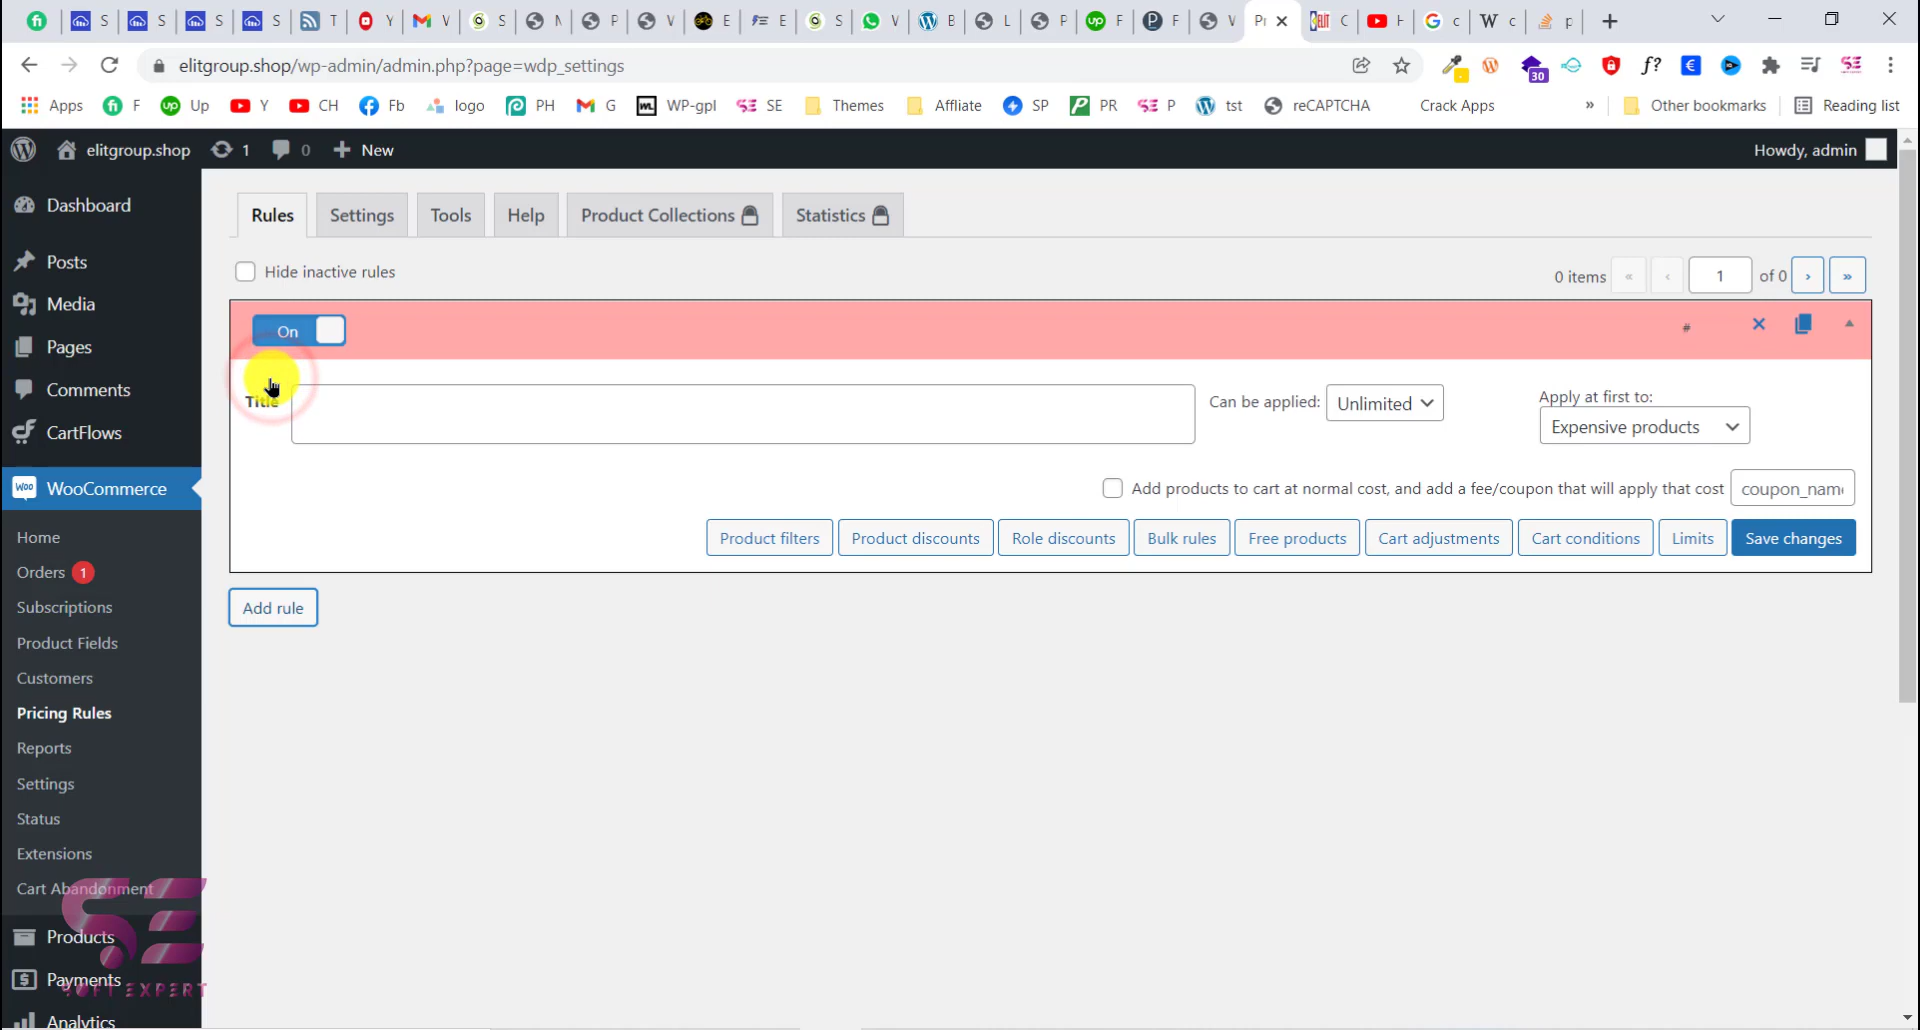 S
S
S
S
T
Y
V
S
N
P
V
E
E
S
V
B
L
P
F
F
V
Pr
C
H
c
c
p
elitgroup.shop/wp-admin/admin.php?page=wdp_settings
30
f?
Apps
F
Up
Y
CH
Fb
logo
PH
G
WP-gpl
SE
Themes
Affliate
SP
PR
P
tst
reCAPTCHA
Crack Apps
»
Other bookmarks
Reading list
elitgroup.shop
1
0
New
Howdy, admin
Dashboard
Posts
Media
Pages
Comments
CartFlows
WooCommerce
Home
Orders 1
Subscriptions
Product Fields
Customers
Pricing Rules
Reports
Settings
Status
Extensions
Cart Abandonment
Products
Payments
Analytics
SOFT EXPERT
Rules
Settings
Tools
Help
Product Collections
Statistics
Hide inactive rules
0 items « ‹ 1 of 0 › »
On
#
Title
Can be applied: Unlimited
Apply at first to:
Expensive products
Add products to cart at normal cost, and add a fee/coupon that will apply that cost coupon_name
Product filters
Product discounts
Role discounts
Bulk rules
Free products
Cart adjustments
Cart conditions
Limits
Save changes
Add rule